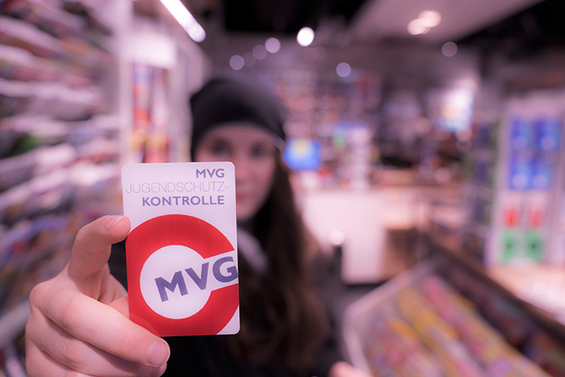 MVG
JUGENDSCHUTZ-
KONTROLLE
MVG